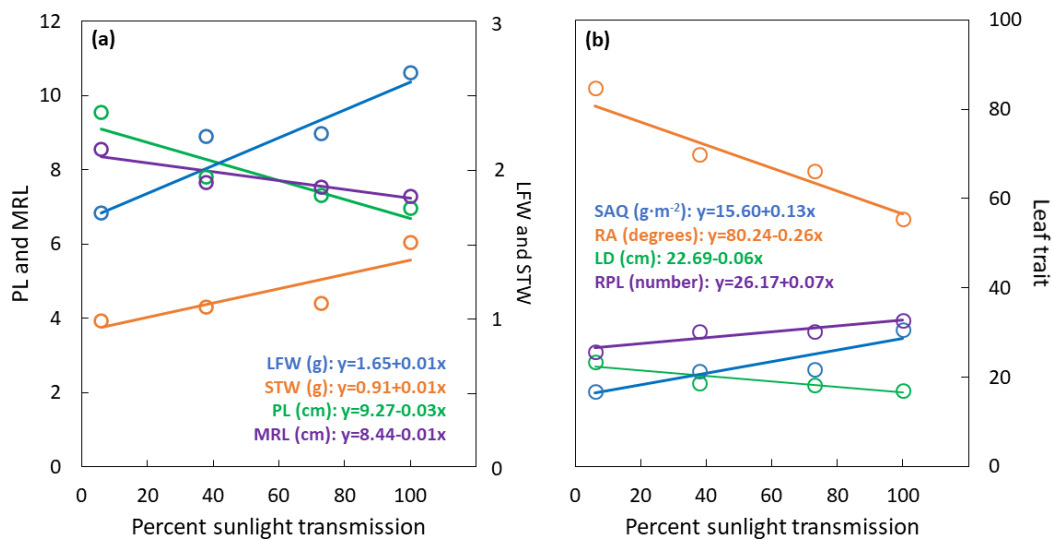 (a)
12
10
8
6
4
2
0
PL and MRL
3
2
1
0
LFW and STW
LFW (g): y=1.65+0.01x
STW (g): y=0.91+0.01x
PL (cm): y=9.27-0.03x
MRL (cm): y=8.44-0.01x
0 20 40 60 80 100
Percent sunlight transmission
(b)
100
80
60
40
20
0
Leaf trait
SAQ (g·m⁻²): y=15.60+0.13x
RA (degrees): y=80.24-0.26x
LD (cm): 22.69-0.06x
RPL (number): y=26.17+0.07x
0 20 40 60 80 100
Percent sunlight transmission